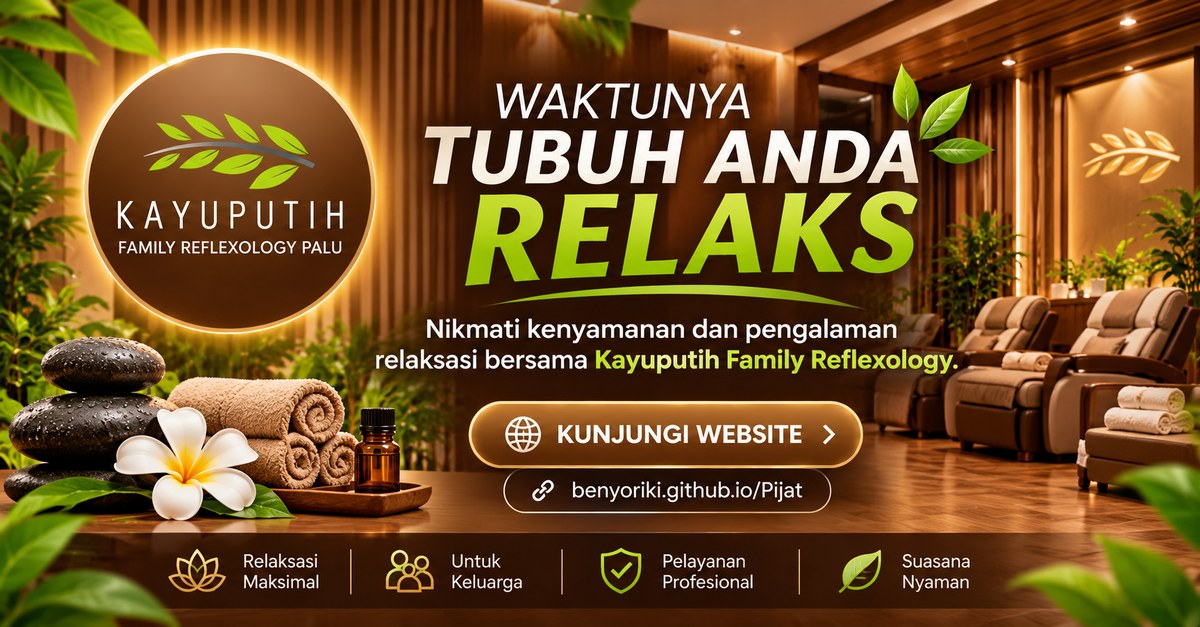 KAYUPUTIH
FAMILY REFLEXOLOGY PALU
WAKTUNYA
TUBUH ANDA
RELAKS
Nikmati kenyamanan dan pengalaman
relaksasi bersama Kayuputih Family Reflexology.
KUNJUNGI WEBSITE
benyoriki.github.io/Pijat
Relaksasi
Maksimal
Untuk
Keluarga
Pelayanan
Profesional
Suasana
Nyaman